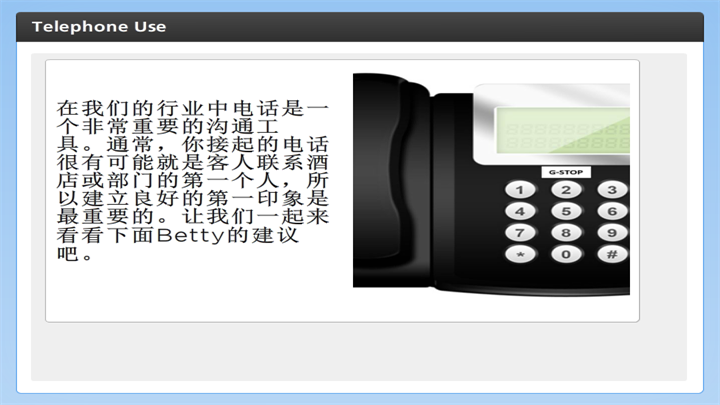 Telephone Use
在我们的行业中电话是一
个非常重要的沟通工
具。通常，你接起的电话
很有可能就是客人联系酒
店或部门的第一个人，所
以建立良好的第一印象是
最重要的。让我们一起来
看看下面Betty的建议
吧。
G-STOP
1 2 3
4 5 6
7 8 9
* 0 #